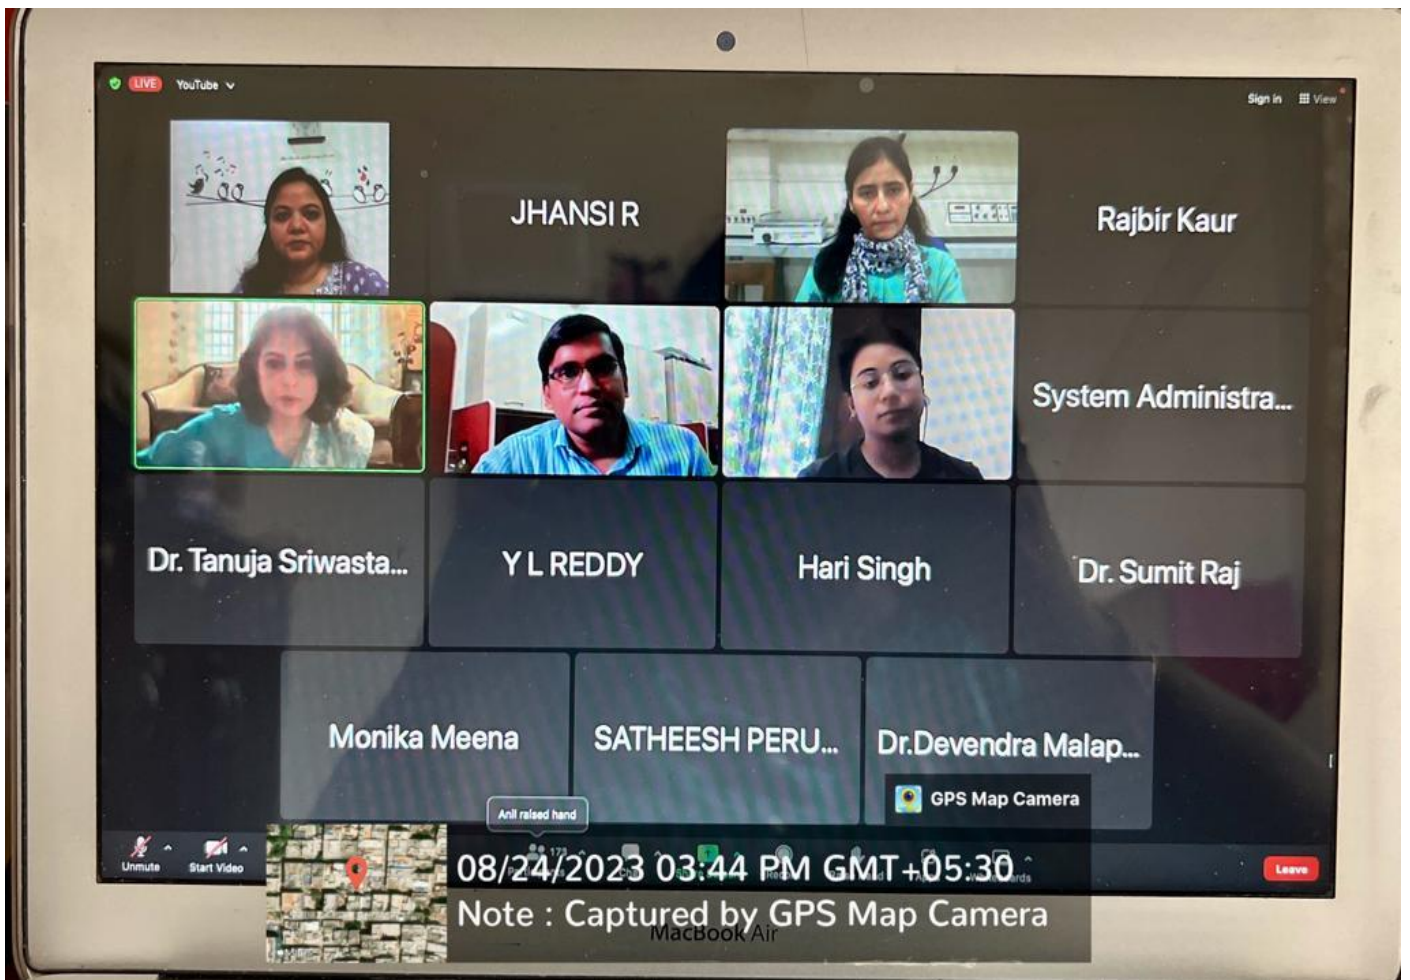 LIVE YouTube
Sign in View
JHANSI R
Rajbir Kaur
System Administra...
Dr. Tanuja Sriwasta...
Y L REDDY
Hari Singh
Dr. Sumit Raj
Monika Meena
SATHEESH PERU...
Dr.Devendra Malap...
GPS Map Camera
Anil raised hand
Unmute
Start Video
Leave
08/24/2023 03:44 PM GMT+05:30
Note : Captured by GPS Map Camera
MacBook Air